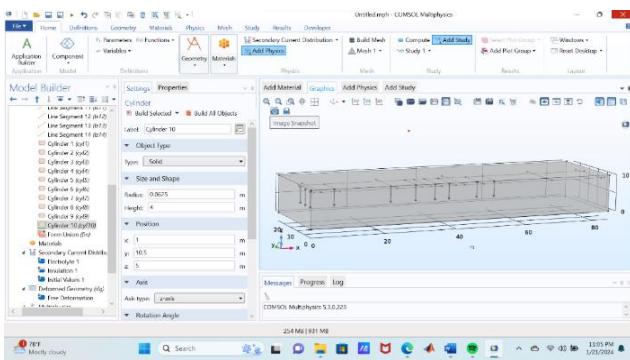 Untitled.mph - COMSOL Multiphysics
File Home Definitions Geometry Materials Physics Mesh Study Results Developer
Application Builder
Component
Parameters
Functions
Variables
Geometry
Materials
Secondary Current Distribution
Add Physics
Build Mesh
Mesh 1
Compute
Study 1
Add Study
Add Plot Group
Windows
Reset Desktop
Application Model Definitions Physics Mesh Study Results Layout
Model Builder
Line Segment 12
Line Segment 13
Line Segment 14
Cylinder 1 (cyl1)
Cylinder 2 (cyl2)
Cylinder 3 (cyl3)
Cylinder 4 (cyl4)
Cylinder 5 (cyl5)
Cylinder 6 (cyl6)
Cylinder 7 (cyl7)
Cylinder 8 (cyl8)
Cylinder 9 (cyl9)
Cylinder 10 (cyl10)
Form Union (fin)
Materials
Secondary Current Distribu
Electrolyte 1
Insulation 1
Initial Values 1
Deformed Geometry (dg)
Free Deformation
Settings Properties
Cylinder
Build Selected Build All Objects
Label: Cylinder 10
Object Type
Type: Solid
Size and Shape
Radius: 0.0625 m
Height: 4 m
Position
x: 1 m
y: 10.5 m
z: 5 m
Axis
Axis type: z-axis
Rotation Angle
Add Material Graphics Add Physics Add Study
Image Snapshot
10
0
20
10
0 0
20
40
60
80
y z x
m
Messages Progress Log
COMSOL Multiphysics 5.3.0.223
254 MB | 931 MB
78°F
Mostly cloudy
Search
11:05 PM
1/21/2024